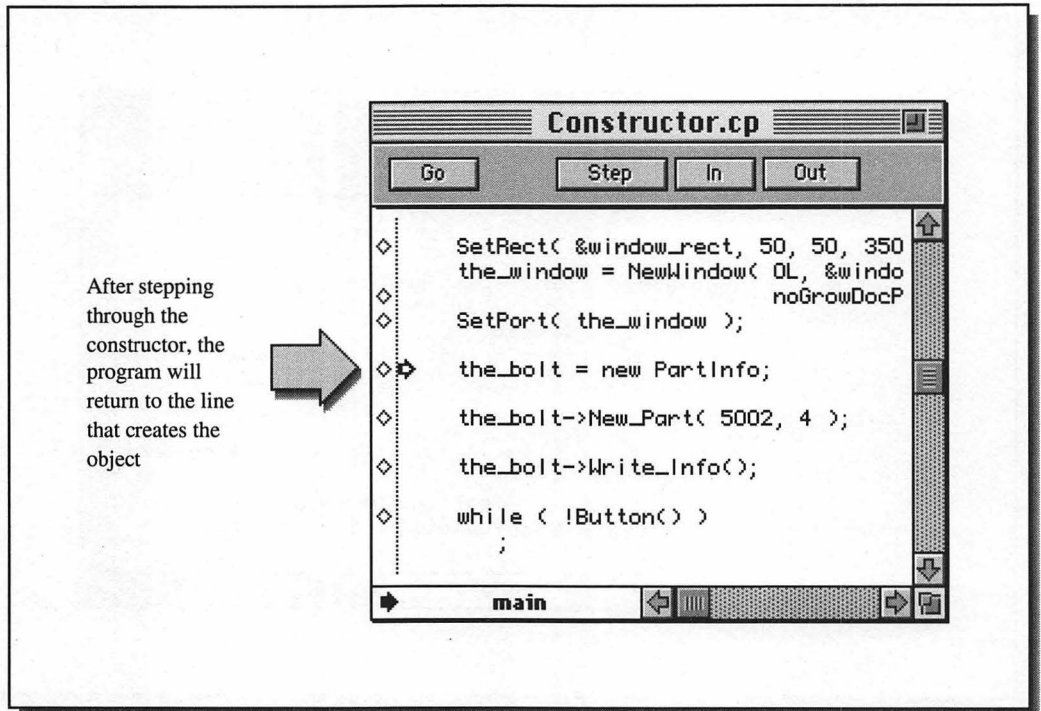 After stepping
through the
constructor, the
program will
return to the line
that creates the
object
Constructor.cp
Go Step In Out
SetRect( &window_rect, 50, 50, 350
the_window = NewWindow( 0L, &windo
noGrowDocP
SetPort( the_window );
the_bolt = new PartInfo;
the_bolt->New_Part( 5002, 4 );
the_bolt->Write_Info();
while ( !Button() )
;
main